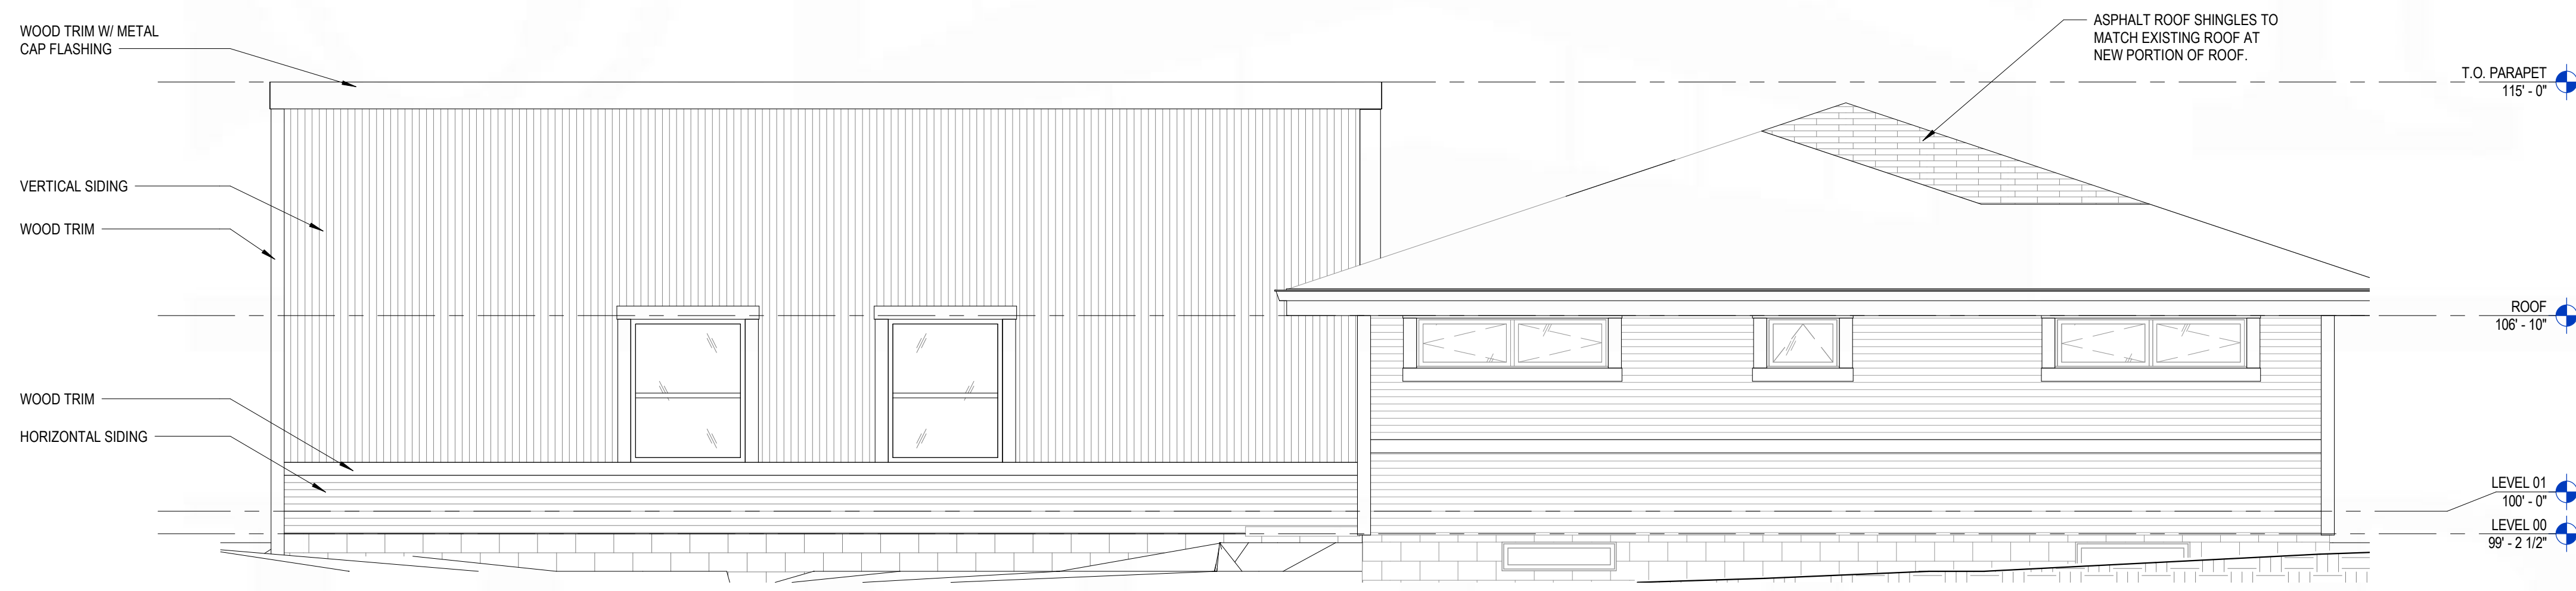 WOOD TRIM W/ METAL
CAP FLASHING
VERTICAL SIDING
WOOD TRIM
WOOD TRIM
HORIZONTAL SIDING
ASPHALT ROOF SHINGLES TO
MATCH EXISTING ROOF AT
NEW PORTION OF ROOF.
T.O. PARAPET
115' - 0"
ROOF
106' - 10"
LEVEL 01
100' - 0"
LEVEL 00
99' - 2 1/2"